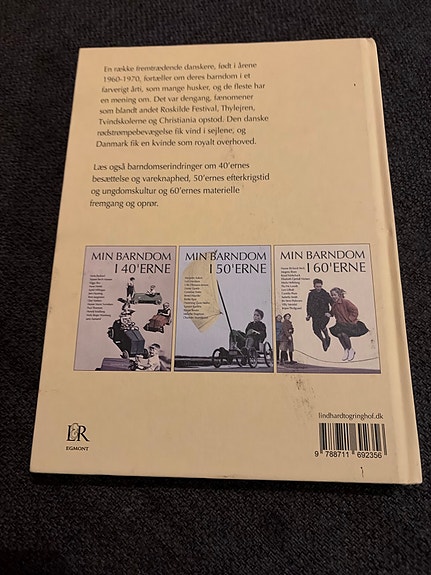 En række fremtrædende danskere, født i årene
1960-1970, fortæller om deres barndom i et
farverigt årti, som mange husker, og de fleste har
en mening om. Det var dengang, fænomener
som blandt andet Roskilde Festival, Thylejren,
Tvindskolerne og Christiania opstod. Den danske
rødstrømpebevægelse fik vind i sejlene, og
Danmark fik en kvinde som royalt overhoved.
Læs også barndomserindringer om 40'ernes
besættelse og vareknaphed, 50'ernes efterkrigstid
og ungdomskultur og 60'ernes materielle
fremgang og oprør.
MIN BARNDOM
I 40'ERNE
MIN BARNDOM
I 50'ERNE
MIN BARNDOM
I 60'ERNE
L&R
EGMONT
lindhardtogringhof.dk
9 788711 692356